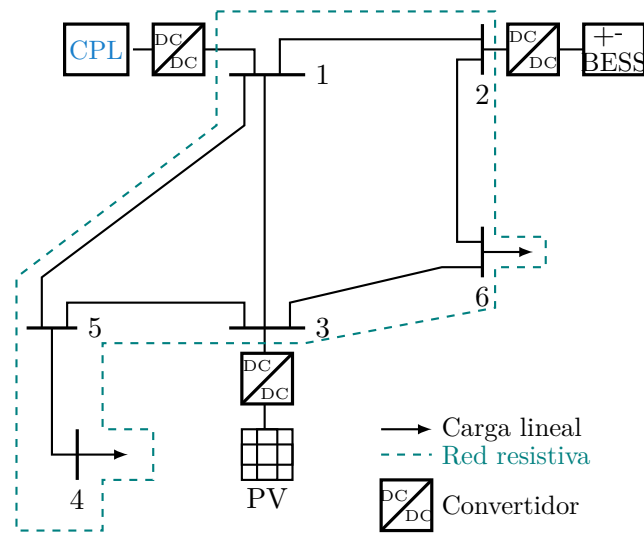 CPL
DC
DC
1
2
DC
DC
+-
BESS
6
5
3
DC
DC
4
PV
Carga lineal
Red resistiva
DC
DC
Convertidor